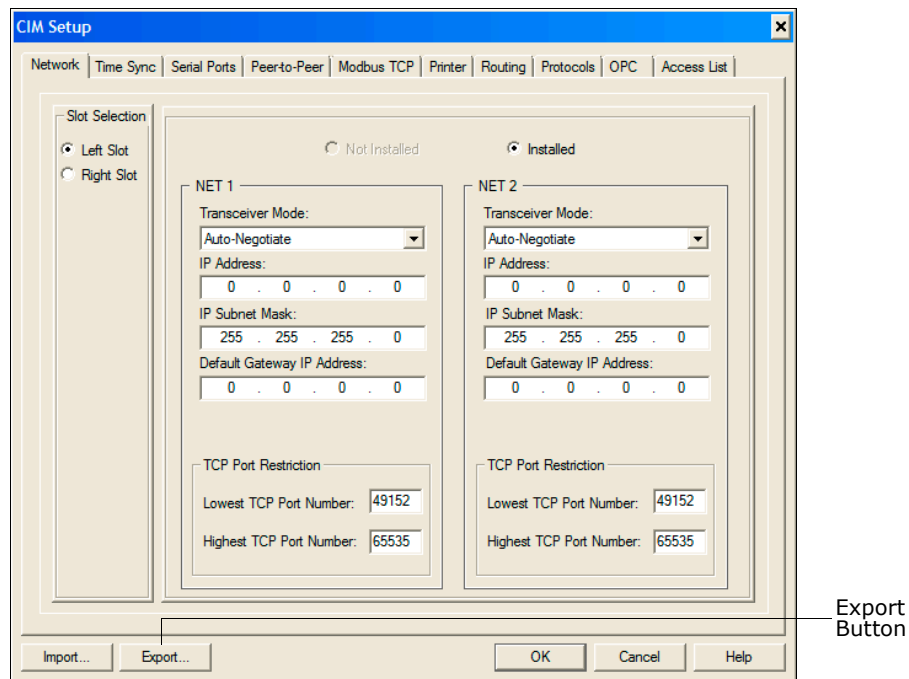 CIM Setup
Network Time Sync Serial Ports Peer-to-Peer Modbus TCP Printer Routing Protocols OPC Access List
Slot Selection
Left Slot
Right Slot
Not Installed Installed
NET 1
Transceiver Mode:
Auto-Negotiate
IP Address:
0 . 0 . 0 . 0
IP Subnet Mask:
255 . 255 . 255 . 0
Default Gateway IP Address:
0 . 0 . 0 . 0
TCP Port Restriction
Lowest TCP Port Number: 49152
Highest TCP Port Number: 65535
NET 2
Transceiver Mode:
Auto-Negotiate
IP Address:
0 . 0 . 0 . 0
IP Subnet Mask:
255 . 255 . 255 . 0
Default Gateway IP Address:
0 . 0 . 0 . 0
TCP Port Restriction
Lowest TCP Port Number: 49152
Highest TCP Port Number: 65535
Export
Button
Import... Export... OK Cancel Help